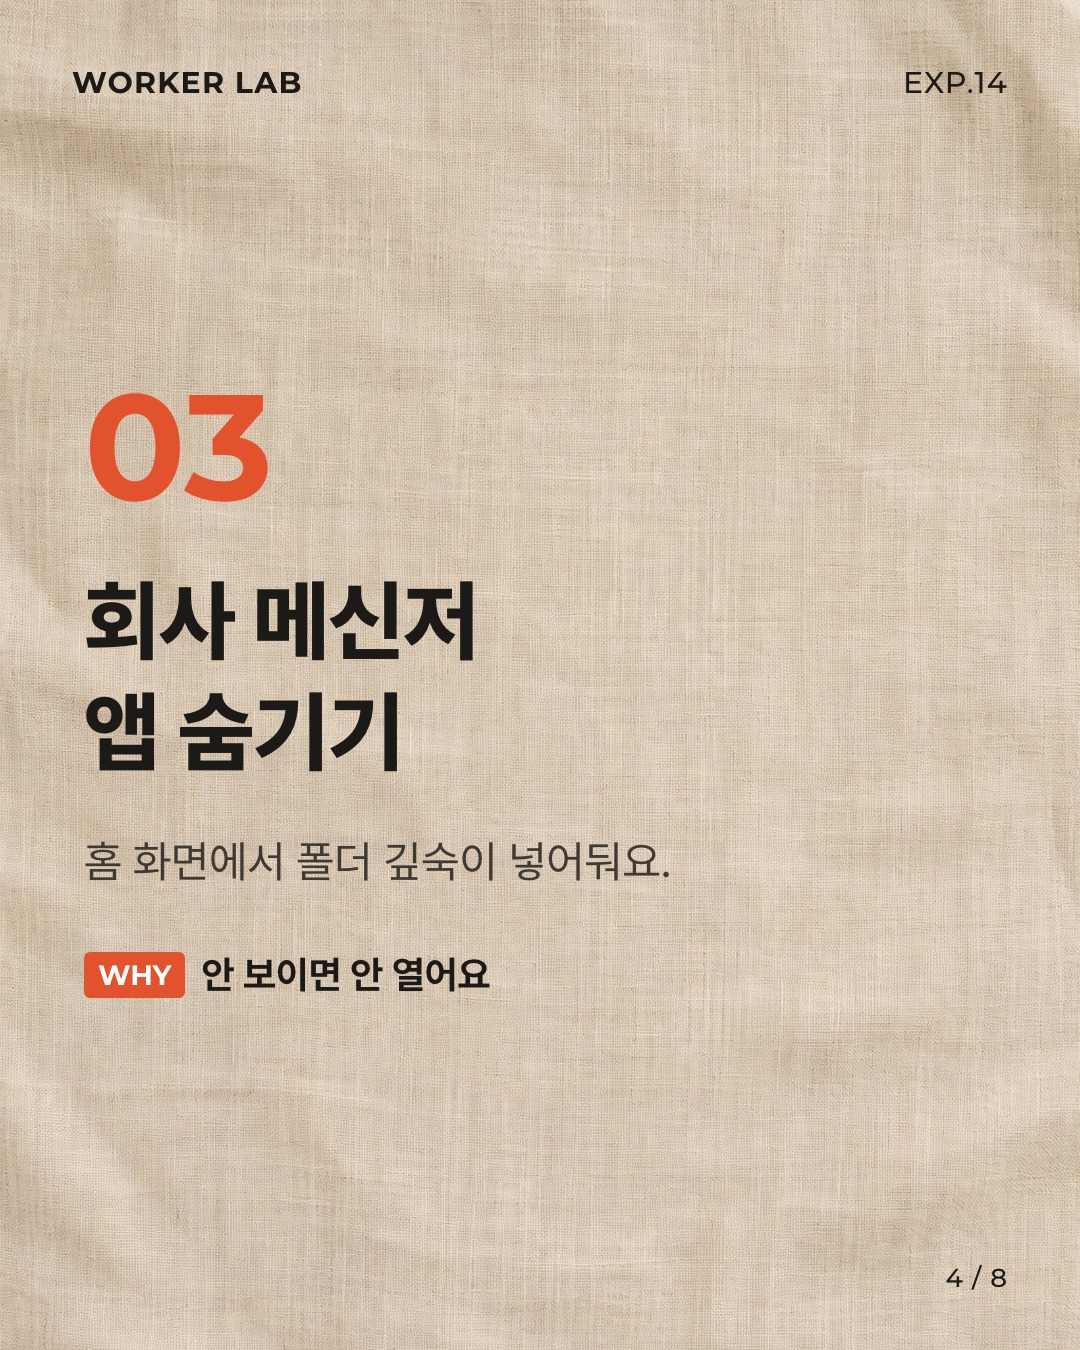 WORKER LAB
EXP.14
03
회사 메신저
앱 숨기기
홈 화면에서 폴더 깊숙이 넣어둬요.
WHY 안 보이면 안 열어요
4 / 8